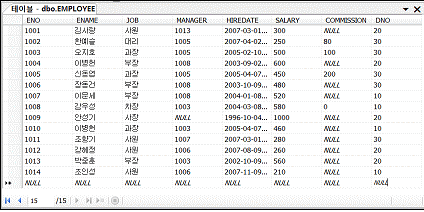 테이블 - dbo.EMPLOYEE
ENO ENAME JOB MANAGER HIREDATE SALARY COMMISSION DNO
1001 김사랑 사원 1013 2007-03-01... 300 NULL 20
1002 한예슬 대리 1005 2007-04-02... 250 80 30
1003 오지호 과장 1005 2005-02-10... 500 100 30
1004 이병헌 부장 1008 2003-09-02... 600 NULL 20
1005 신동엽 과장 1005 2005-04-07... 450 200 30
1006 장동건 부장 1008 2003-10-09... 480 NULL 30
1007 이문세 부장 1008 2004-01-08... 520 NULL 10
1008 감우성 차장 1003 2004-03-08... 500 0 30
1009 안성기 사장 NULL 1996-10-04... 1000 NULL 20
1010 이병헌 과장 1003 2005-04-07... 500 NULL 10
1011 조향기 사원 1007 2007-03-01... 280 NULL 30
1012 강혜정 사원 1006 2007-08-09... 300 NULL 20
1013 박중훈 부장 1003 2002-10-09... 560 NULL 20
1014 조인성 사원 1006 2007-11-09... 250 NULL 10
NULL NULL NULL NULL NULL NULL NULL NULL
15 /15